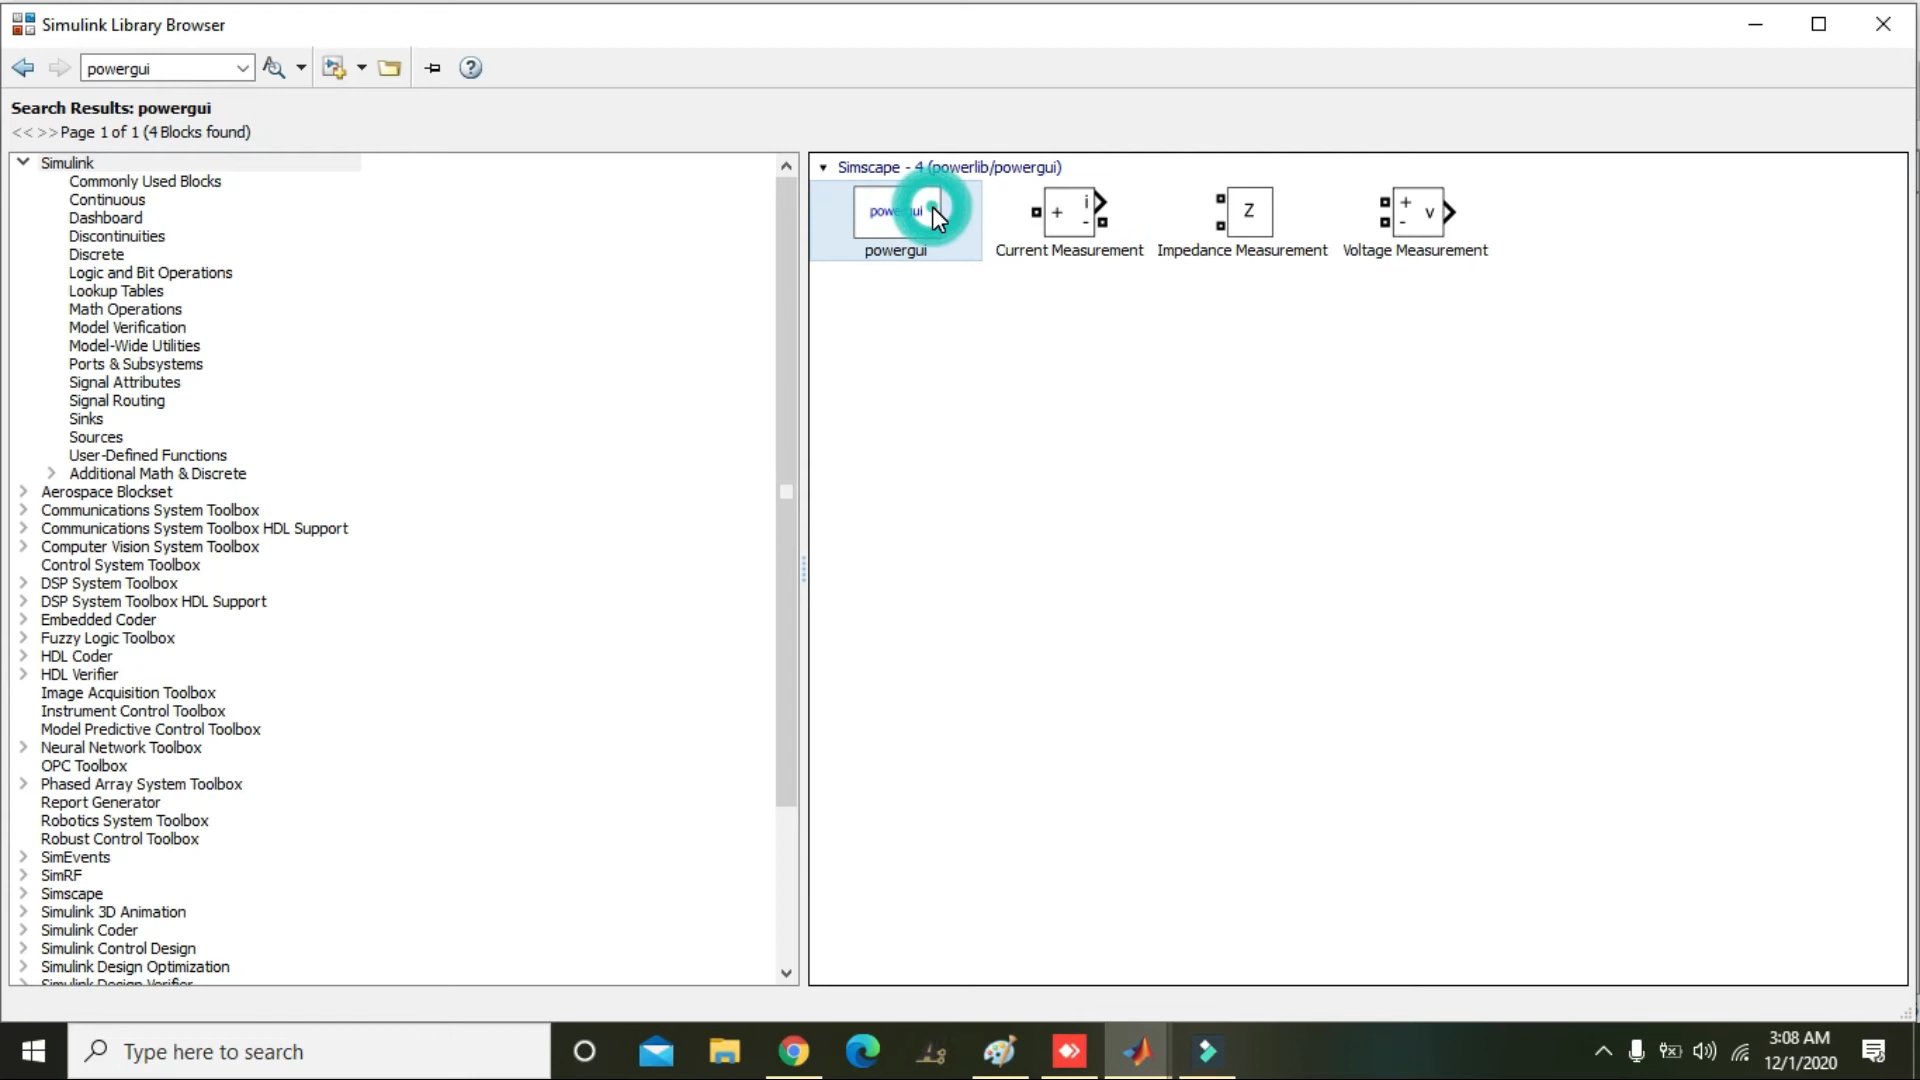 Simulink Library Browser
powergui
Search Results: powergui
<< >> Page 1 of 1 (4 Blocks found)
Simulink
Commonly Used Blocks
Continuous
Dashboard
Discontinuities
Discrete
Logic and Bit Operations
Lookup Tables
Math Operations
Model Verification
Model-Wide Utilities
Ports & Subsystems
Signal Attributes
Signal Routing
Sinks
Sources
User-Defined Functions
Additional Math & Discrete
Aerospace Blockset
Communications System Toolbox
Communications System Toolbox HDL Support
Computer Vision System Toolbox
Control System Toolbox
DSP System Toolbox
DSP System Toolbox HDL Support
Embedded Coder
Fuzzy Logic Toolbox
HDL Coder
HDL Verifier
Image Acquisition Toolbox
Instrument Control Toolbox
Model Predictive Control Toolbox
Neural Network Toolbox
OPC Toolbox
Phased Array System Toolbox
Report Generator
Robotics System Toolbox
Robust Control Toolbox
SimEvents
SimRF
Simscape
Simulink 3D Animation
Simulink Coder
Simulink Control Design
Simulink Design Optimization
Simulink Design Verifier
Simscape - 4 (powerlib/powergui)
powergui
+ i -
Z
+ - v
powergui
Current Measurement
Impedance Measurement
Voltage Measurement
Type here to search
3:08 AM
12/1/2020